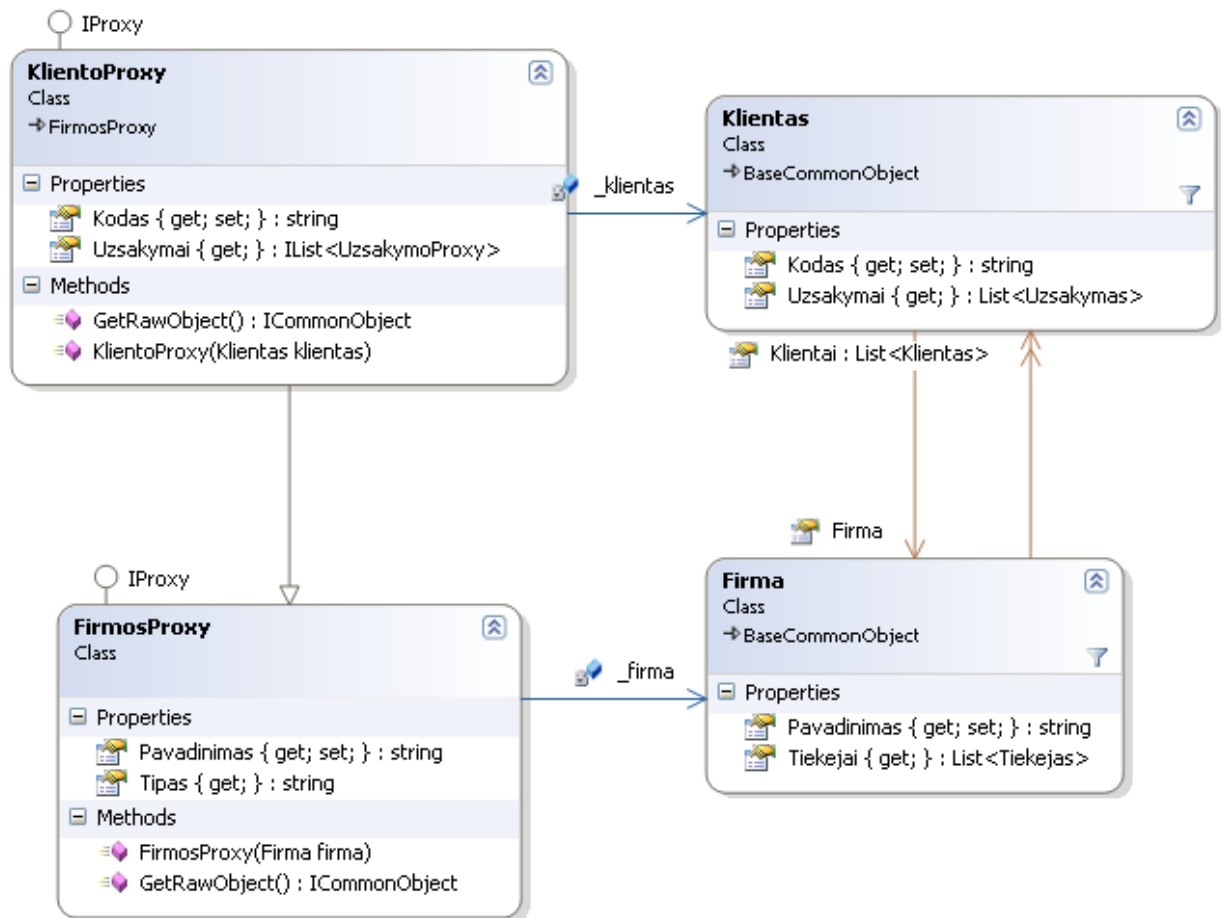 IProxy
KlientoProxy
Class
FirmosProxy
Properties
Kodas { get; set; } : string
Uzsakymai { get; } : IList<UzsakymoProxy>
Methods
GetRawObject() : ICommonObject
KlientoProxy(Klientas klientas)
_klientas
Klientas
Class
BaseCommonObject
Properties
Kodas { get; set; } : string
Uzsakymai { get; } : List<Uzsakymas>
Klientai : List<Klientas>
Firma
IProxy
FirmosProxy
Class
Properties
Pavadinimas { get; set; } : string
Tipas { get; } : string
Methods
FirmosProxy(Firma firma)
GetRawObject() : ICommonObject
_firma
Firma
Class
BaseCommonObject
Properties
Pavadinimas { get; set; } : string
Tiekejai { get; } : List<Tiekejas>